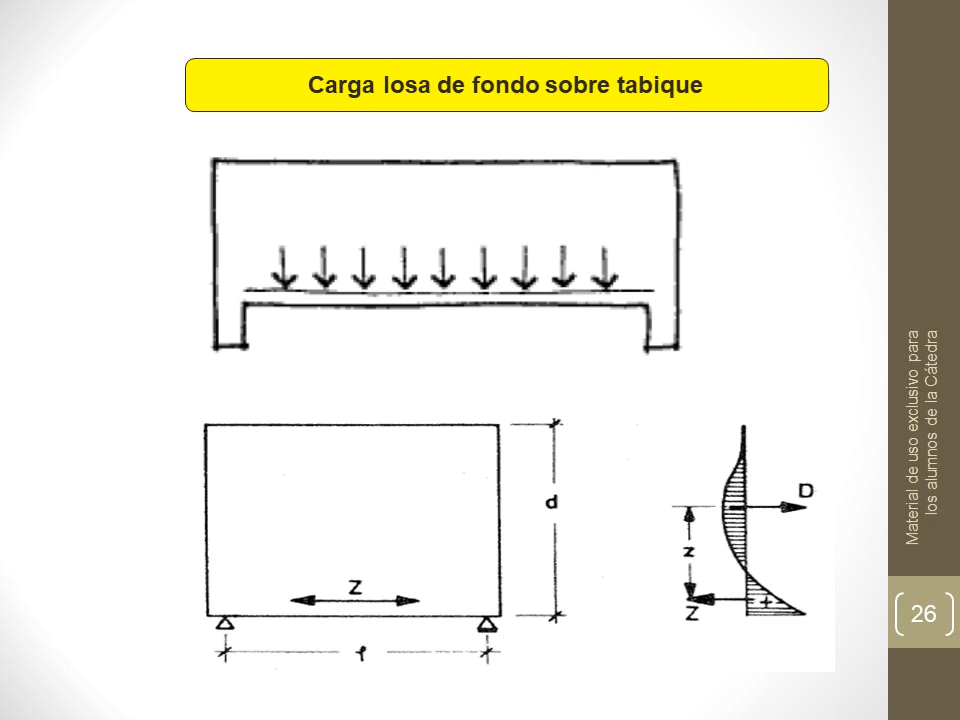 Carga losa de fondo sobre tabique
d
D
z
Z
Z
+
ℓ
Material de uso exclusivo para
los alumnos de la Cátedra
26